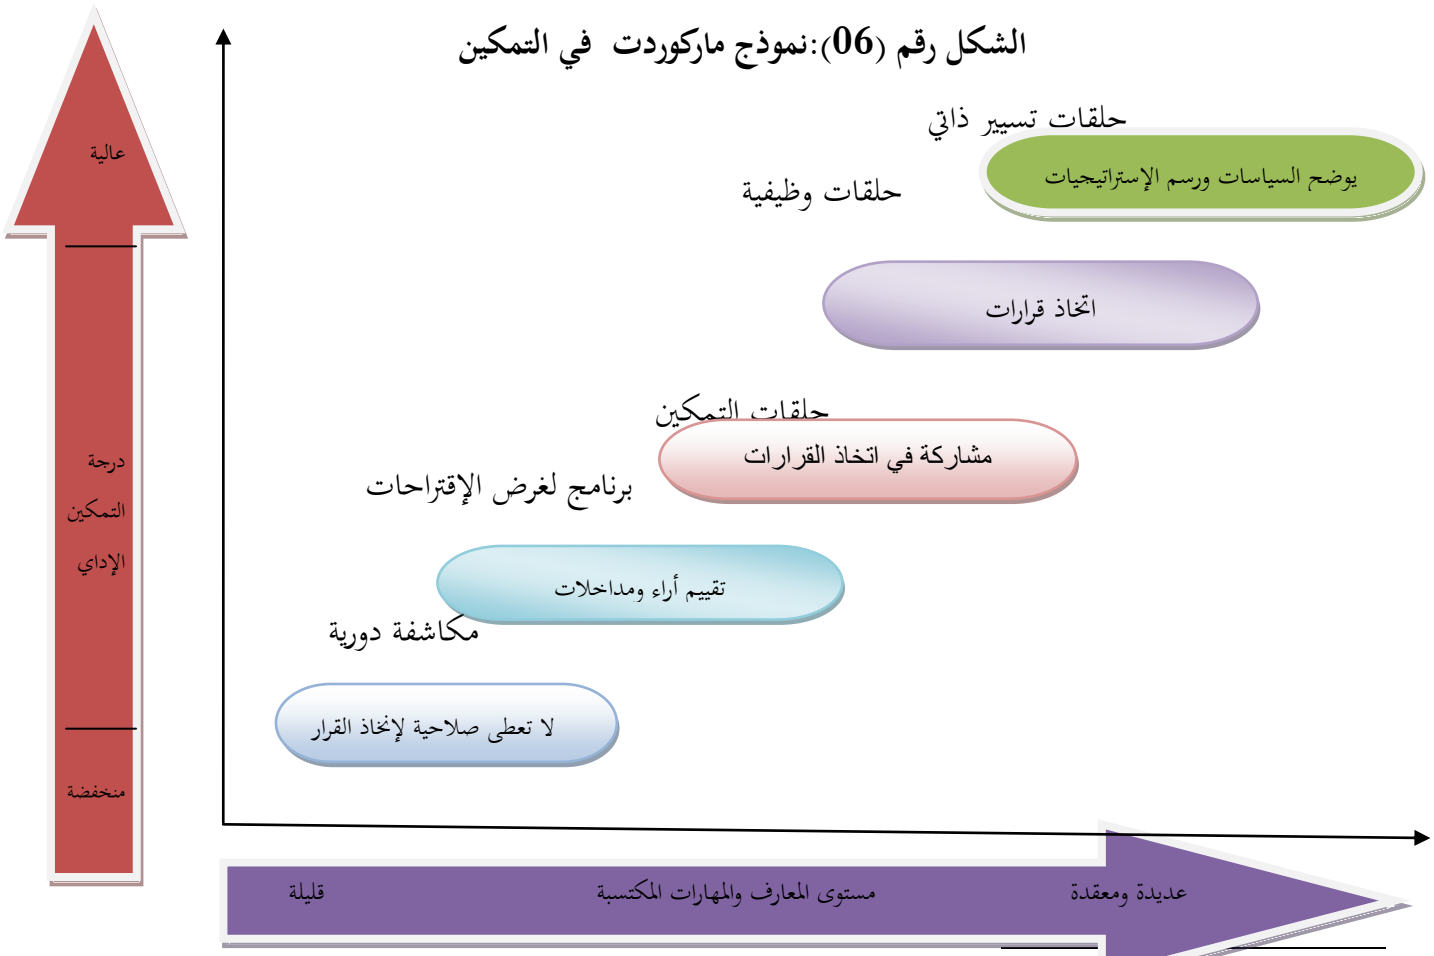 الشكل رقم (06):نموذج ماركوردت في التمكين
حلقات تسيير ذاتي
يوضح السياسات ورسم الإستراتيجيات
حلقات وظيفية
اتخاذ قرارات
حلقات التمكين
مشاركة في اتخاذ القرارات
برنامج لغرض الإقتراحات
تقييم أراء ومداخلات
مكاشفة دورية
لا تعطى صلاحية لإتخاذ القرار
عالية
درجة
التمكين
الإداي
منخفضة
قليلة
مستوى المعارف والمهارات المكتسبة
عديدة ومعقدة